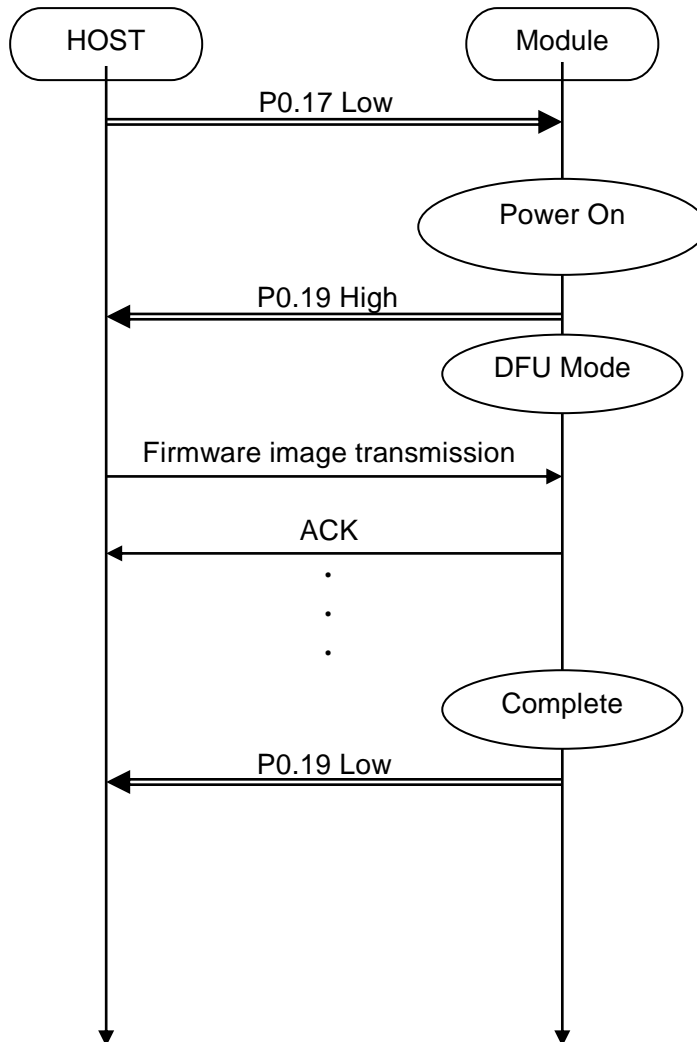 HOST
Module
P0.17 Low
Power On
P0.19 High
DFU Mode
Firmware image transmission
ACK
.
.
.
Complete
P0.19 Low